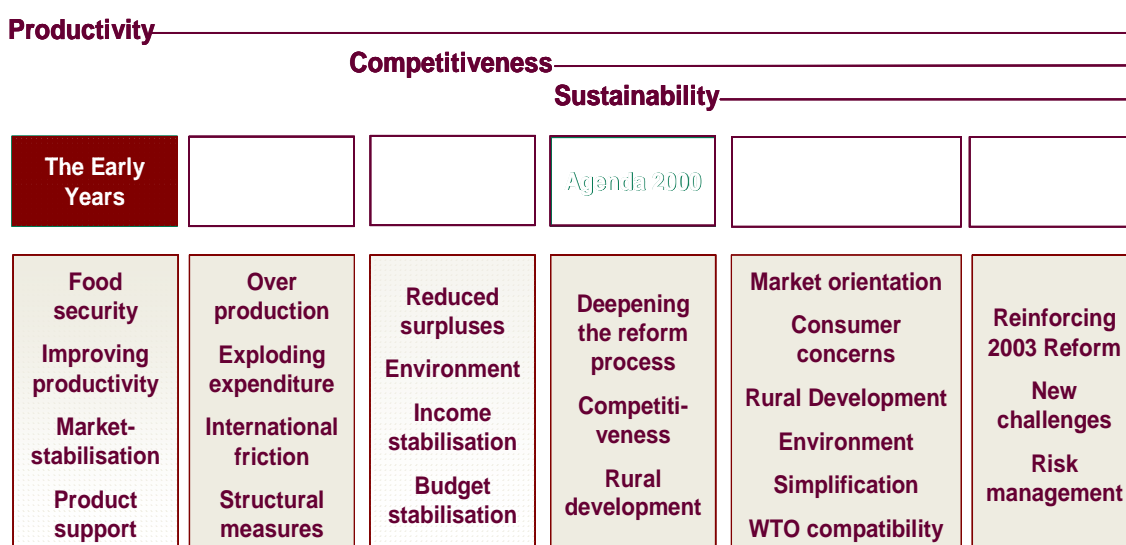 Productivity
Competitiveness
Sustainability
The Early
Years
Agenda 2000
Food
security
Improving
productivity
Market-
stabilisation
Product
support
Over
production
Exploding
expenditure
International
friction
Structural
measures
Reduced
surpluses
Environment
Income
stabilisation
Budget
stabilisation
Deepening
the reform
process
Competiti-
veness
Rural
development
Market orientation
Consumer
concerns
Rural Development
Environment
Simplification
WTO compatibility
Reinforcing
2003 Reform
New
challenges
Risk
management